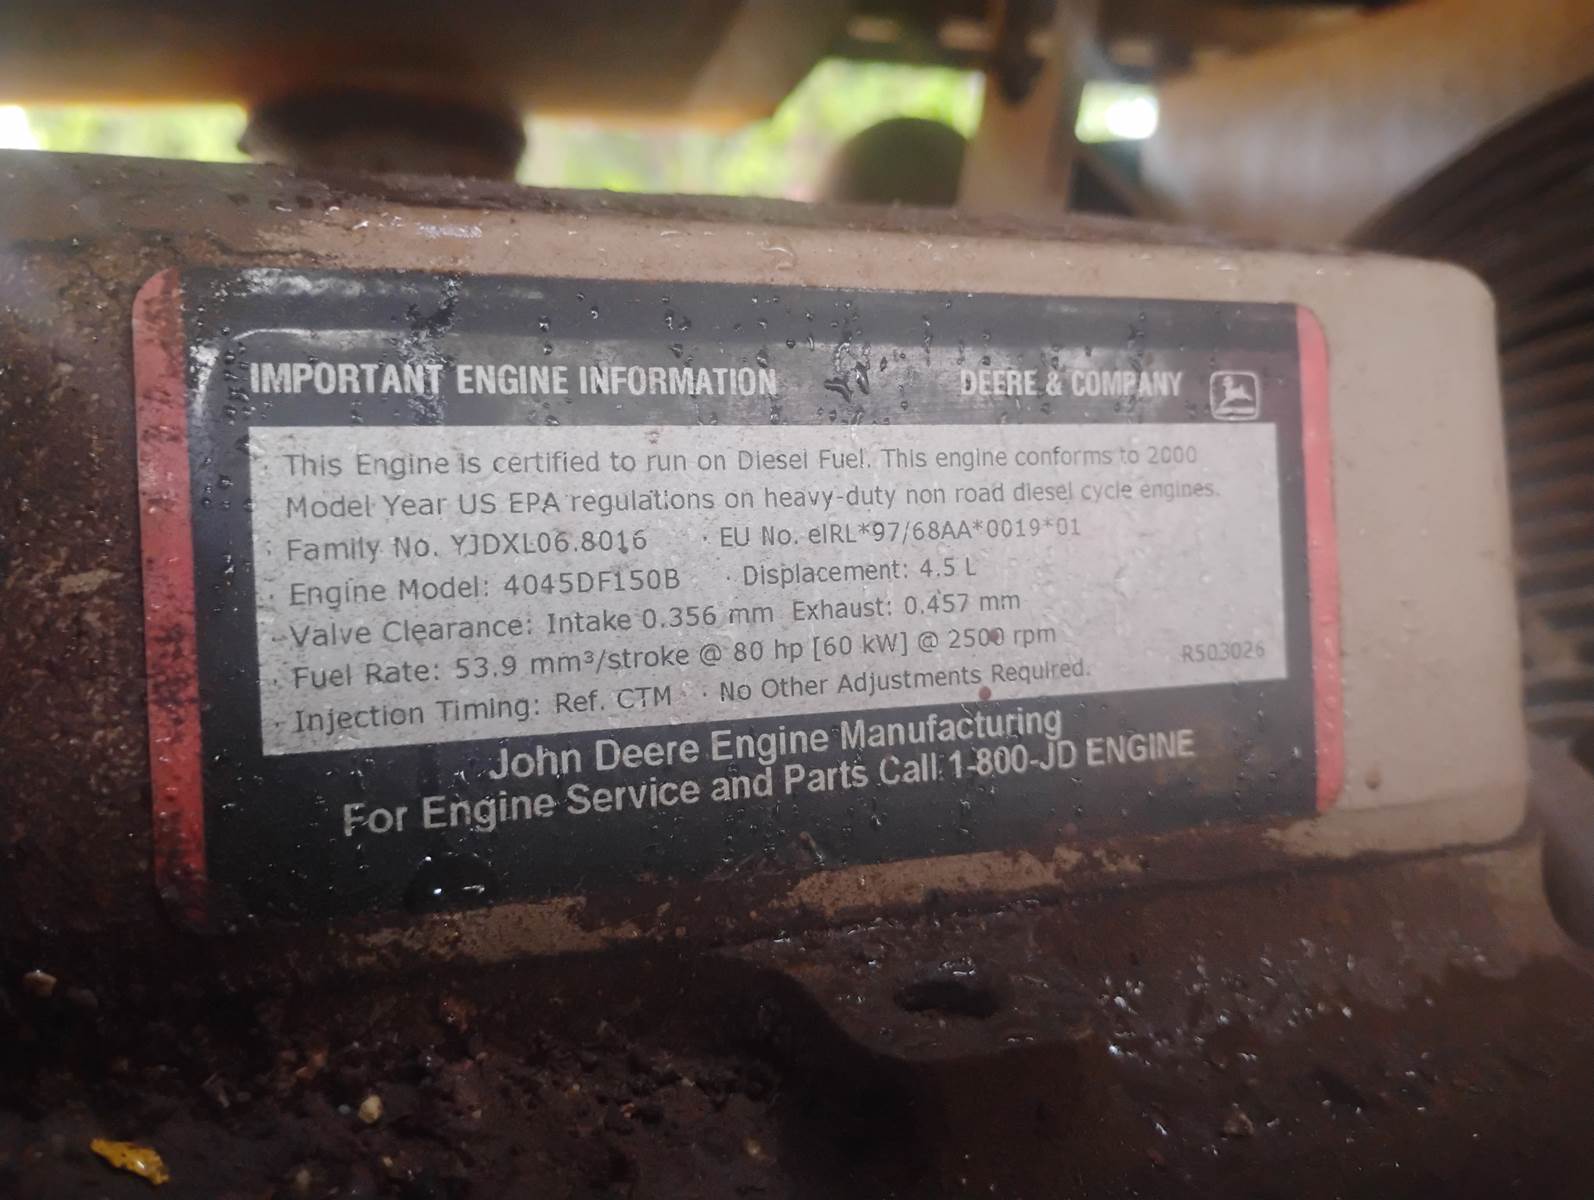 IMPORTANT ENGINE INFORMATION DEERE & COMPANY
· This Engine is certified to run on Diesel Fuel. This engine conforms to 2000
Model Year US EPA regulations on heavy-duty non road diesel cycle engines.
· Family No. YJDXL06.8016 · EU No. eIRL*97/68AA*0019*01
· Engine Model: 4045DF150B · Displacement: 4.5 L
· Valve Clearance: Intake 0.356 mm Exhaust: 0.457 mm
· Fuel Rate: 53.9 mm³/stroke @ 80 hp [60 kW] @ 2500 rpm
· Injection Timing: Ref. CTM · No Other Adjustments Required.
R503026
John Deere Engine Manufacturing
For Engine Service and Parts Call 1-800-JD ENGINE